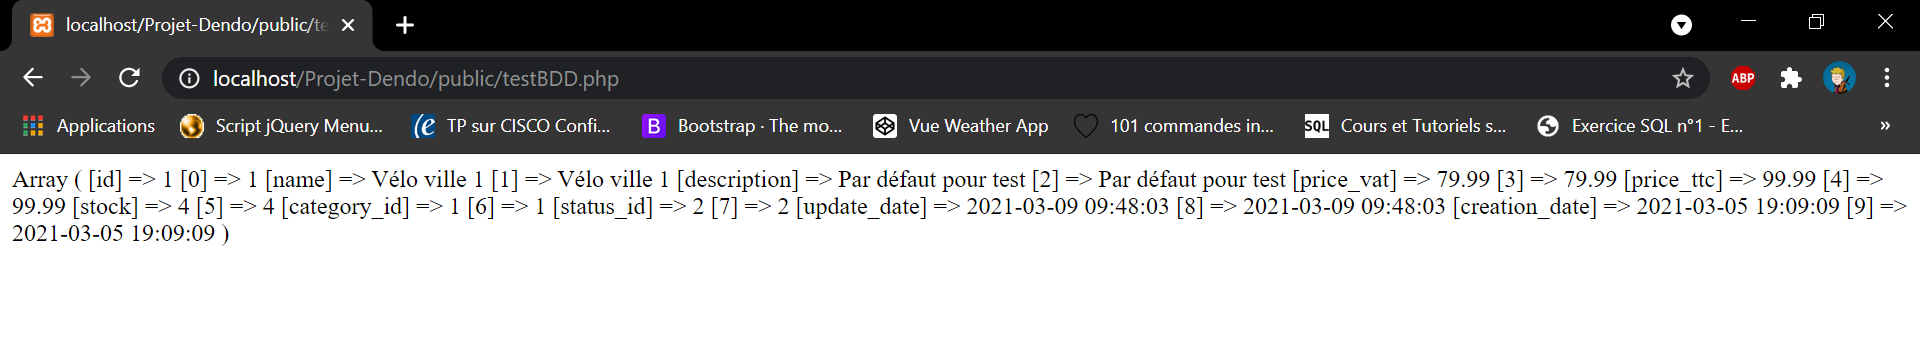 localhost/Projet-Dendo/public/te
localhost/Projet-Dendo/public/testBDD.php
ABP
Applications Script jQuery Menu... TP sur CISCO Confi... B Bootstrap · The mo... Vue Weather App 101 commandes in... SQL Cours et Tutoriels s... Exercice SQL n°1 - E... »
Array ( [id] => 1 [0] => 1 [name] => Vélo ville 1 [1] => Vélo ville 1 [description] => Par défaut pour test [2] => Par défaut pour test [price_vat] => 79.99 [3] => 79.99 [price_ttc] => 99.99 [4] =>
99.99 [stock] => 4 [5] => 4 [category_id] => 1 [6] => 1 [status_id] => 2 [7] => 2 [update_date] => 2021-03-09 09:48:03 [8] => 2021-03-09 09:48:03 [creation_date] => 2021-03-05 19:09:09 [9] =>
2021-03-05 19:09:09 )